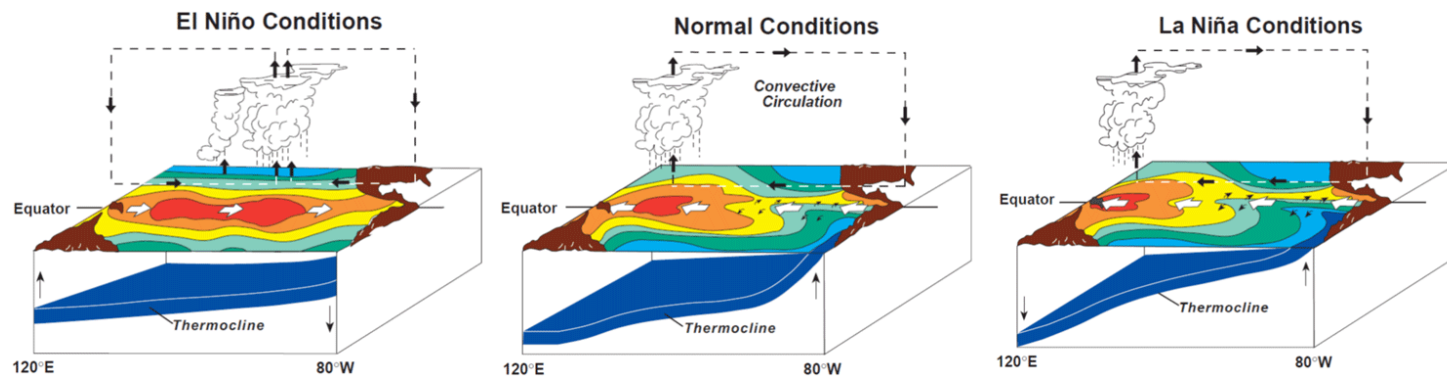 El Niño Conditions
Normal Conditions
La Niña Conditions
Convective
Circulation
Equator
Equator
Equator
Thermocline
Thermocline
Thermocline
120°E
80°W
120°E
80°W
120°E
80°W